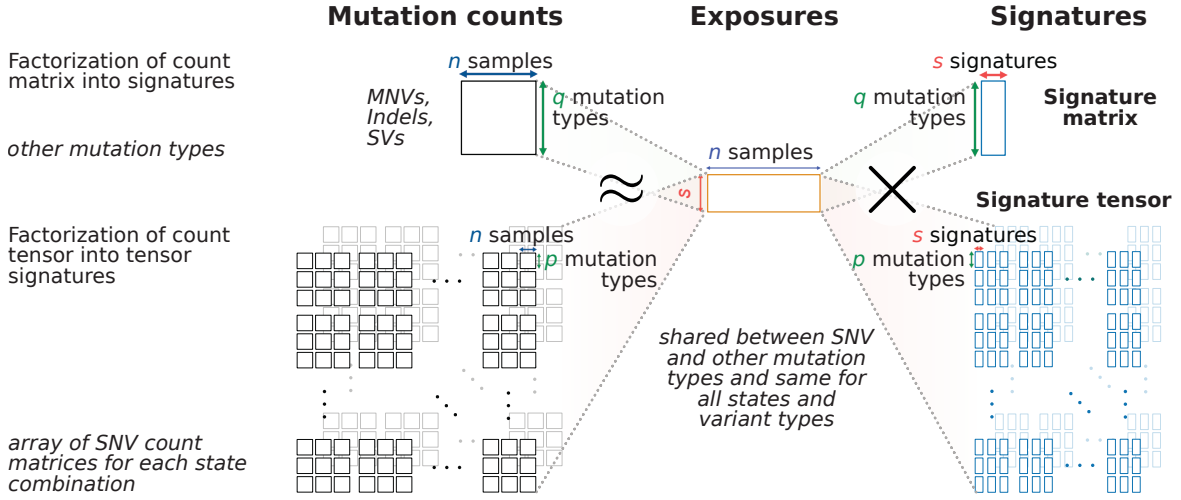 Mutation counts
Exposures
Signatures
Factorization of count
matrix into signatures
other mutation types
n samples
MNVs,
Indels,
SVs
q mutation
types
≈
n samples
s
×
s signatures
q mutation
types
Signature
matrix
Signature tensor
Factorization of count
tensor into tensor
signatures
n samples
p mutation
types
s signatures
p mutation
types
shared between SNV
and other mutation
types and same for
all states and
variant types
array of SNV count
matrices for each state
combination